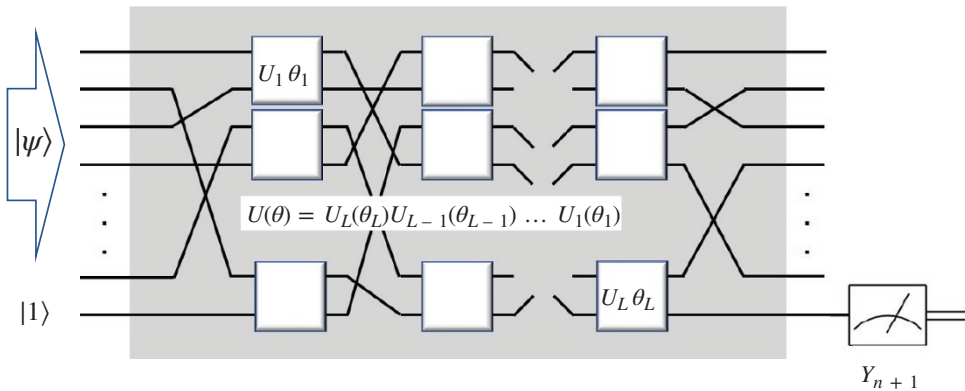 U₁ θ₁
|ψ⟩
U(θ) = U_L(θ_L)U_{L − 1}(θ_{L − 1}) … U₁(θ₁)
|1⟩
U_L θ_L
Y_{n + 1}